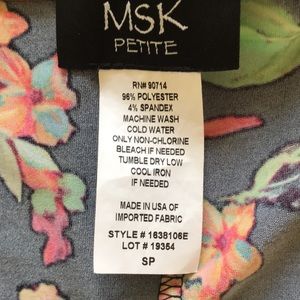 MSK
PETITE
RN# 90714
96% POLYESTER
4% SPANDEX
MACHINE WASH
COLD WATER
ONLY NON-CHLORINE
BLEACH IF NEEDED
TUMBLE DRY LOW
COOL IRON
IF NEEDED
MADE IN USA OF
IMPORTED FABRIC
STYLE # 1638106E
LOT # 19354
SP